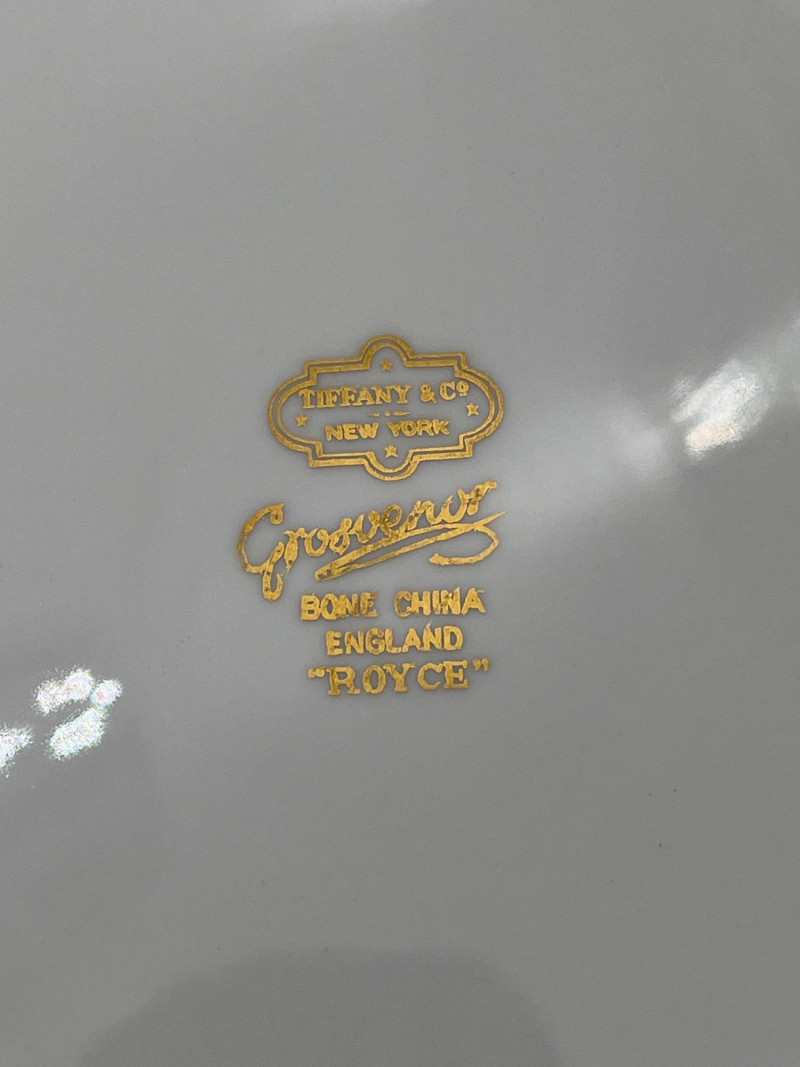 TIFFANY & Cº
NEW YORK
Grosvenor
BONE CHINA
ENGLAND
"ROYCE"